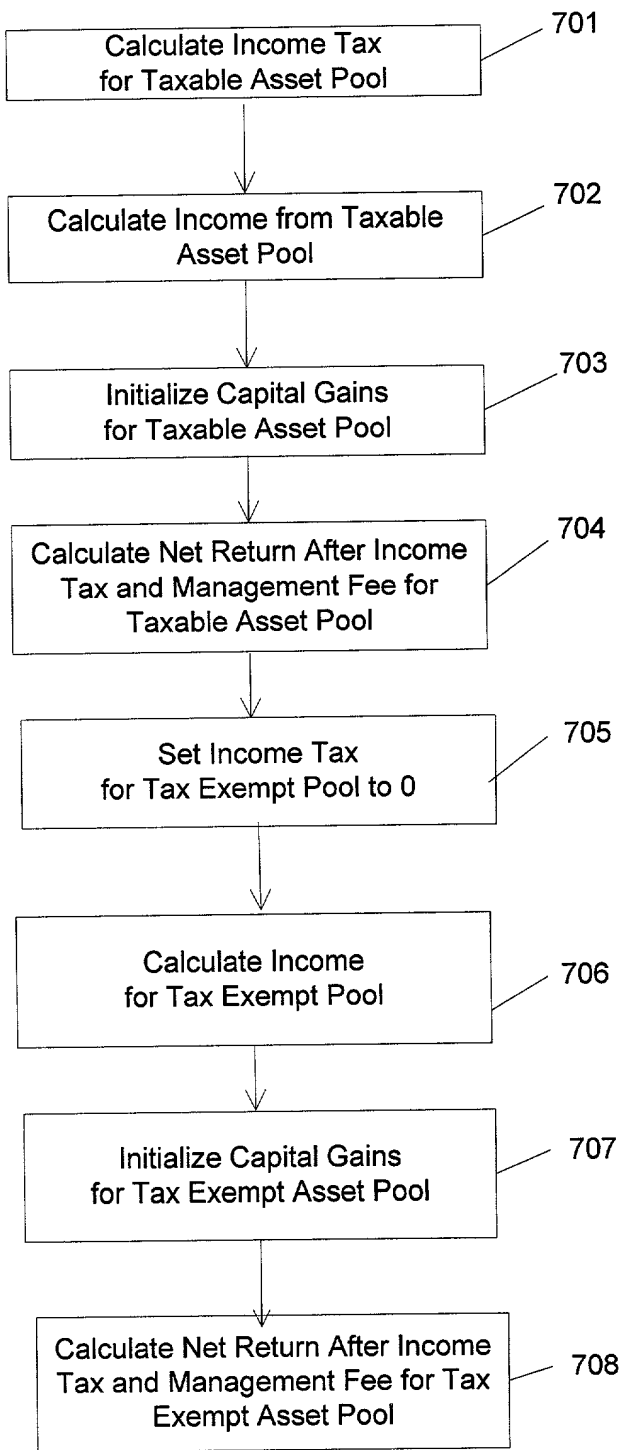 701
Calculate Income Tax
for Taxable Asset Pool
702
Calculate Income from Taxable
Asset Pool
703
Initialize Capital Gains
for Taxable Asset Pool
704
Calculate Net Return After Income
Tax and Management Fee for
Taxable Asset Pool
705
Set Income Tax
for Tax Exempt Pool to 0
706
Calculate Income
for Tax Exempt Pool
707
Initialize Capital Gains
for Tax Exempt Asset Pool
708
Calculate Net Return After Income
Tax and Management Fee for Tax
Exempt Asset Pool